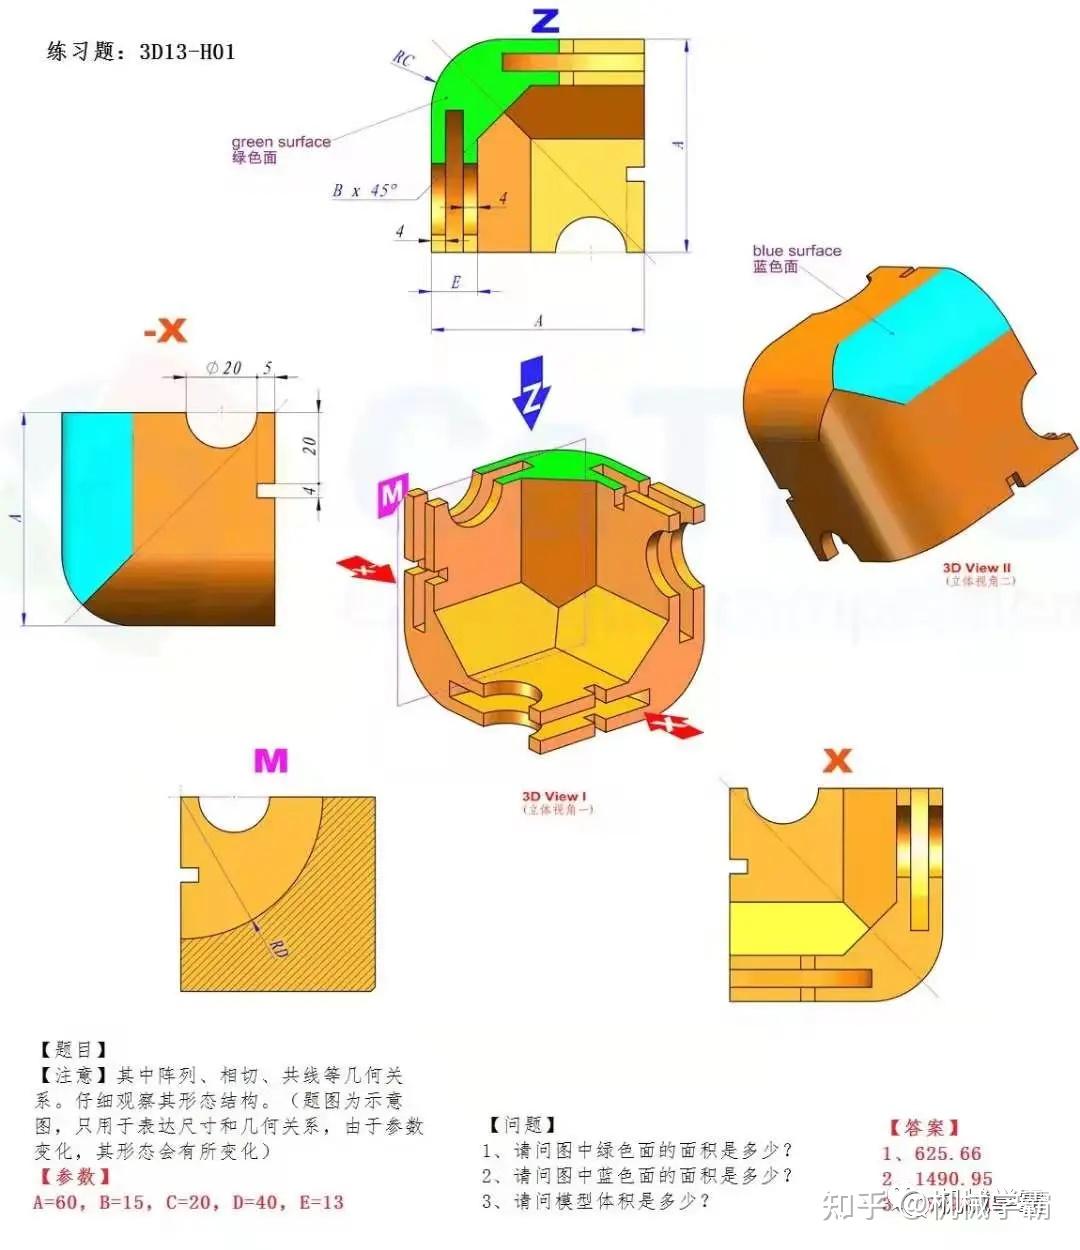 练习题：3D13-H01
Z
RC
green surface
绿色面
B x 45°
4
4
A
E
A
blue surface
蓝色面
-X
∅20 5
20
4
A
Z
M
X
X
3D View II
(立体视角二)
M
RD
3D View I
(立体视角一)
X
【题目】
【注意】其中阵列、相切、共线等几何关
系。仔细观察其形态结构。（题图为示意
图，只用于表达尺寸和几何关系，由于参数
变化，其形态会有所变化）
【参数】
A=60，B=15，C=20，D=40，E=13
【问题】
1、请问图中绿色面的面积是多少？
2、请问图中蓝色面的面积是多少？
3、请问模型体积是多少？
【答案】
1、625.66
2、1490.95
知乎 @机械学霸